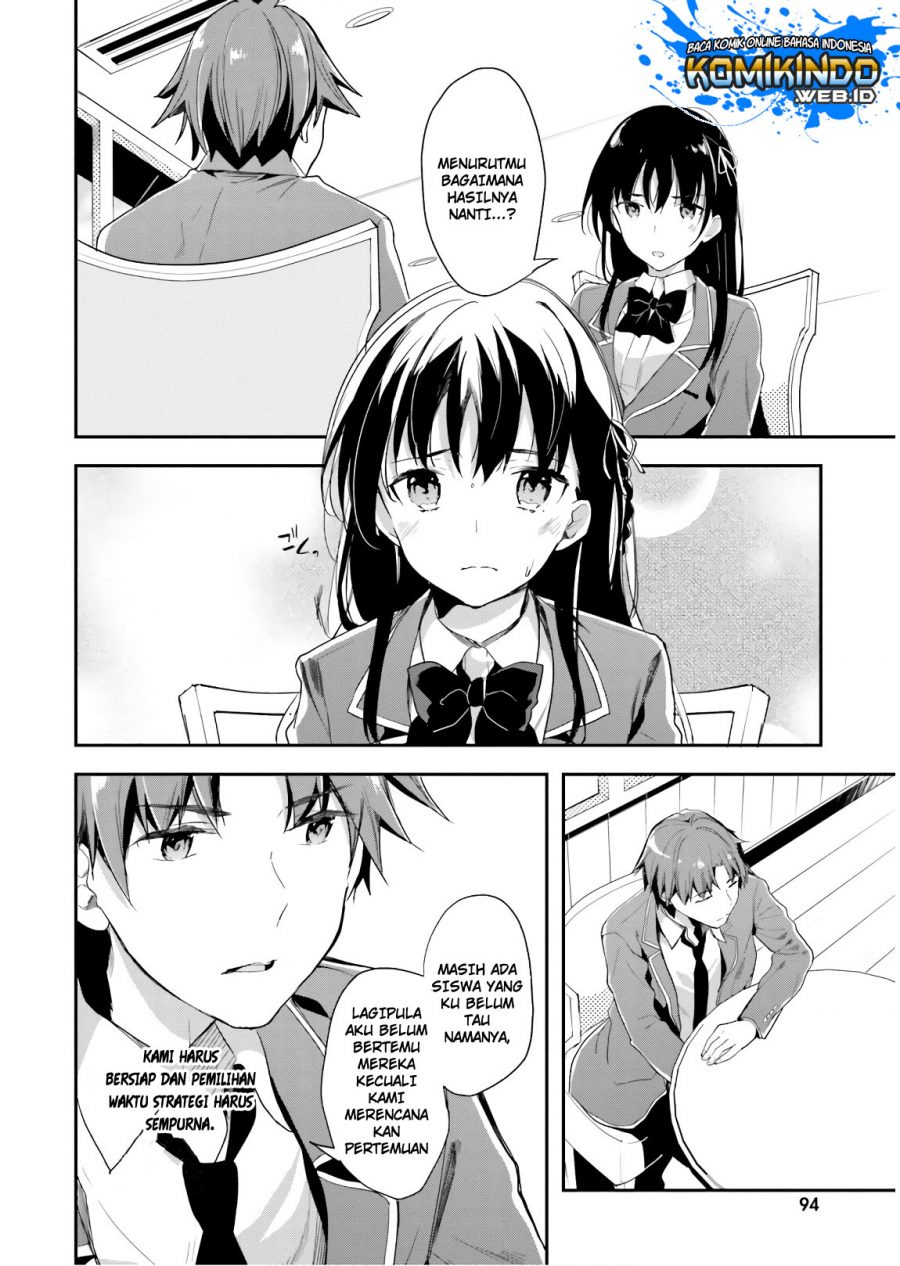 BACA KOMIK ONLINE BAHASA INDONESIA
KOMIKINDO
WEB.ID
MENURUTMU
BAGAIMANA
HASILNYA
NANTI...?
MASIH ADA
SISWA YANG
KU BELUM
TAU
NAMANYA,
LAGIPULA
AKU BELUM
BERTEMU
MEREKA
KECUALI
KAMI
MERENCANA
KAN
PERTEMUAN
KAMI HARUS
BERSIAP DAN PEMILIHAN
WAKTU STRATEGI HARUS
SEMPURNA.
94